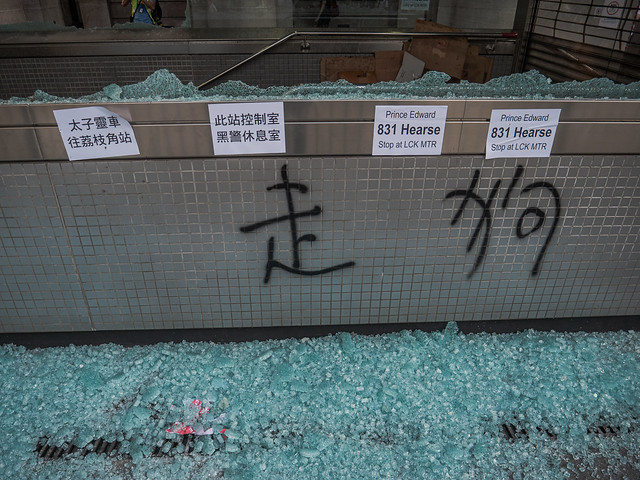 太子靈車
往荔枝角站
此站控制室
黑警休息室
Prince Edward
831 Hearse
Stop at LCK MTR
Prince Edward
831 Hearse
Stop at LCK MTR
走狗